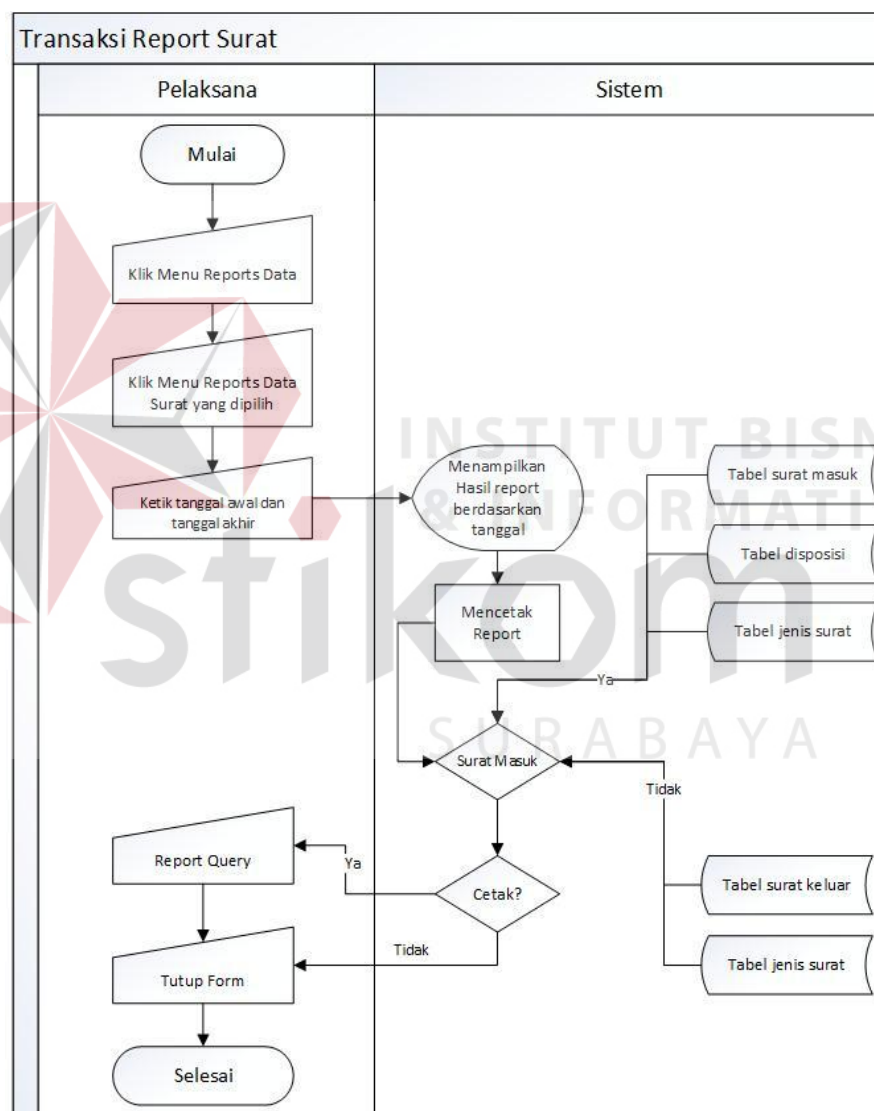 Transaksi Report Surat
Pelaksana
Sistem
Mulai
Klik Menu Reports Data
Klik Menu Reports Data
Surat yang dipilih
Ketik tanggal awal dan
tanggal akhir
Menampilkan
Hasil report
berdasarkan
tanggal
Mencetak
Report
Tabel surat masuk
Tabel disposisi
Tabel jenis surat
Ya
Surat Masuk
Tidak
Tabel surat keluar
Tabel jenis surat
Cetak?
Ya
Tidak
Report Query
Tutup Form
Selesai
INSTITUT BISN
& INFORMATI
stikom
SURABAYA